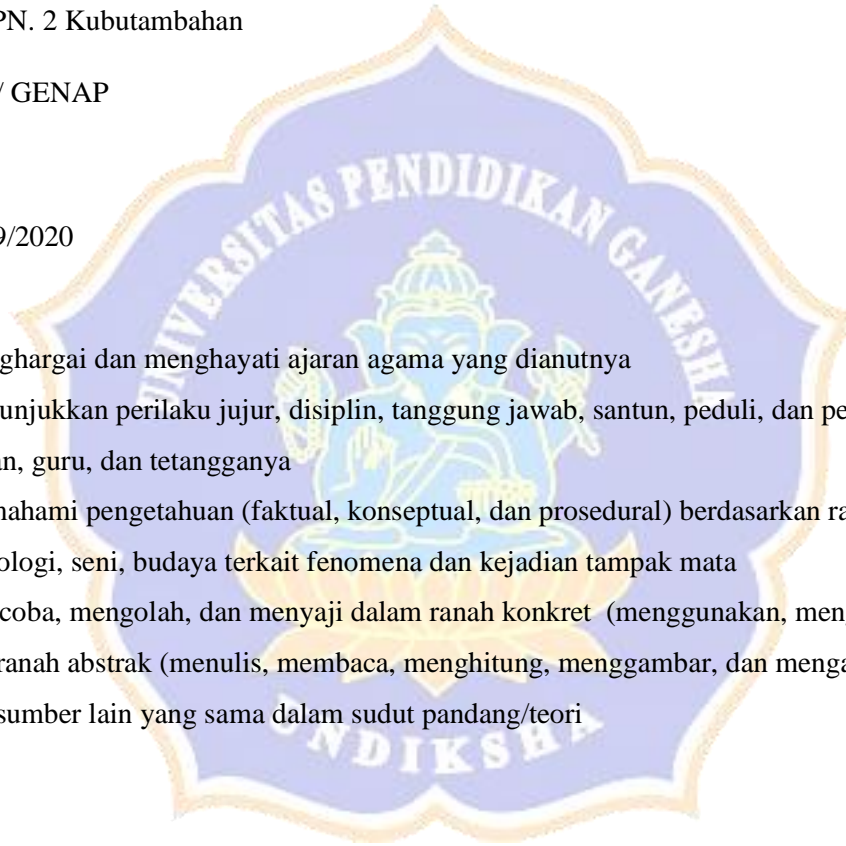 PN. 2 Kubutambahan
/ GENAP
9/2020
ghargai dan menghayati ajaran agama yang dianutnya
unjukkan perilaku jujur, disiplin, tanggung jawab, santun, peduli, dan pe
an, guru, dan tetangganya
nahami pengetahuan (faktual, konseptual, dan prosedural) berdasarkan ra
ologi, seni, budaya terkait fenomena dan kejadian tampak mata
coba, mengolah, dan menyaji dalam ranah konkret (menggunakan, men
ranah abstrak (menulis, membaca, menghitung, menggambar, dan menga
sumber lain yang sama dalam sudut pandang/teori
UNIVERSITAS PENDIDIKAN GANESHA
UNDIKSHA